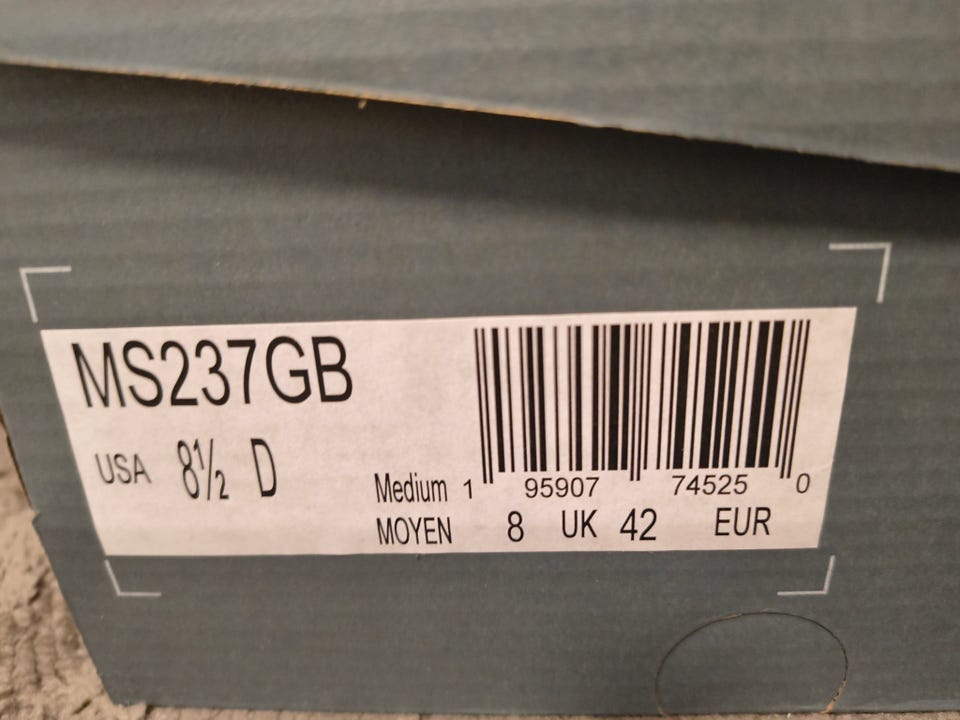 MS237GB
USA 8½ D
Medium 1 95907 74525 0
MOYEN 8 UK 42 EUR